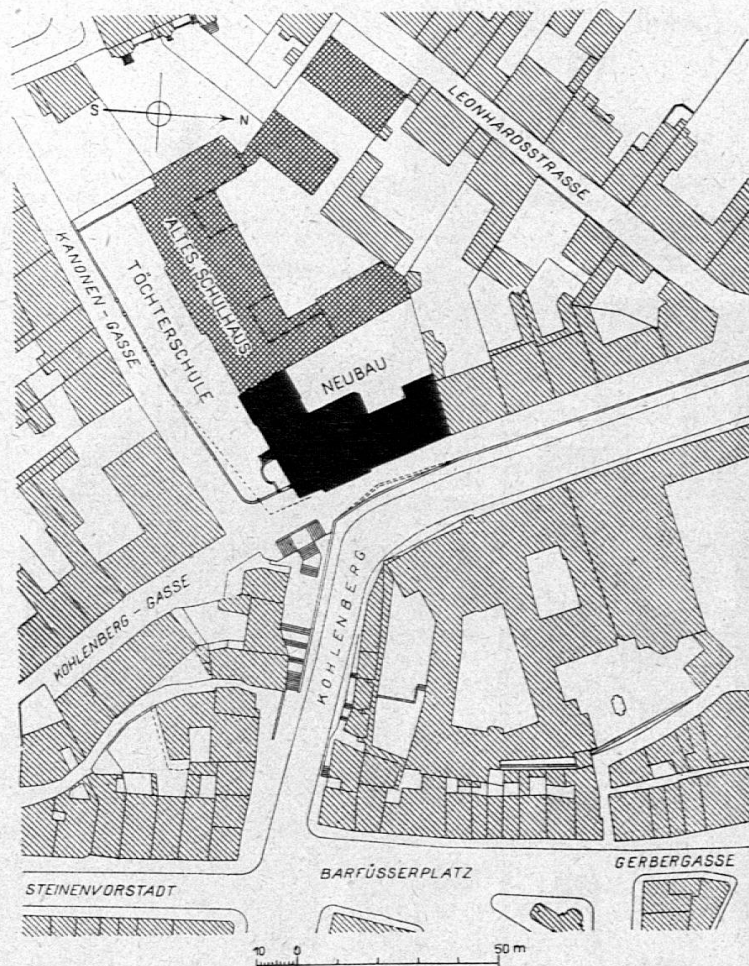 LEONHARDSSTRASSE
S N
KANONEN-GASSE
TÖCHTERSCHULE
ALTES SCHULHAUS
NEUBAU
KOHLENBERG-GASSE
KOHLENBERG
STEINENVORSTADT
BARFÜSSERPLATZ
GERBERGASSE
10 0 50 m